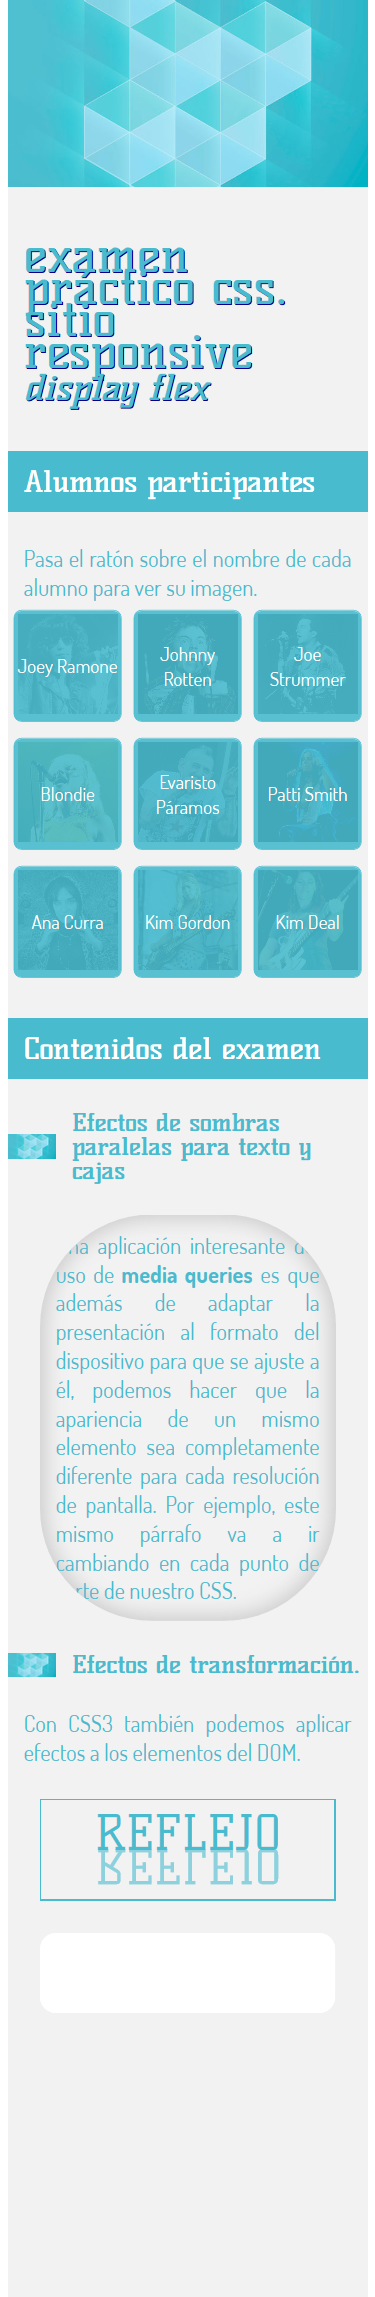 examen
práctico css.
sitio
responsive
display flex
Alumnos participantes
Pasa el ratón sobre el nombre de cada
alumno para ver su imagen.
Joey Ramone
Johnny
Rotten
Joe
Strummer
Blondie
Evaristo
Páramos
Patti Smith
Ana Curra
Kim Gordon
Kim Deal
Contenidos del examen
Efectos de sombras
paralelas para texto y
cajas
aplicación interesante
uso de media queries es que
además de adaptar la
presentación al formato del
dispositivo para que se ajuste a
él, podemos hacer que la
apariencia de un mismo
elemento sea completamente
diferente para cada resolución
de pantalla. Por ejemplo, este
mismo párrafo va a ir
cambiando en cada punto de
de nuestro CSS.
Efectos de transformación.
Con CSS3 también podemos aplicar
efectos a los elementos del DOM.
REFLEJO
REFLEJO